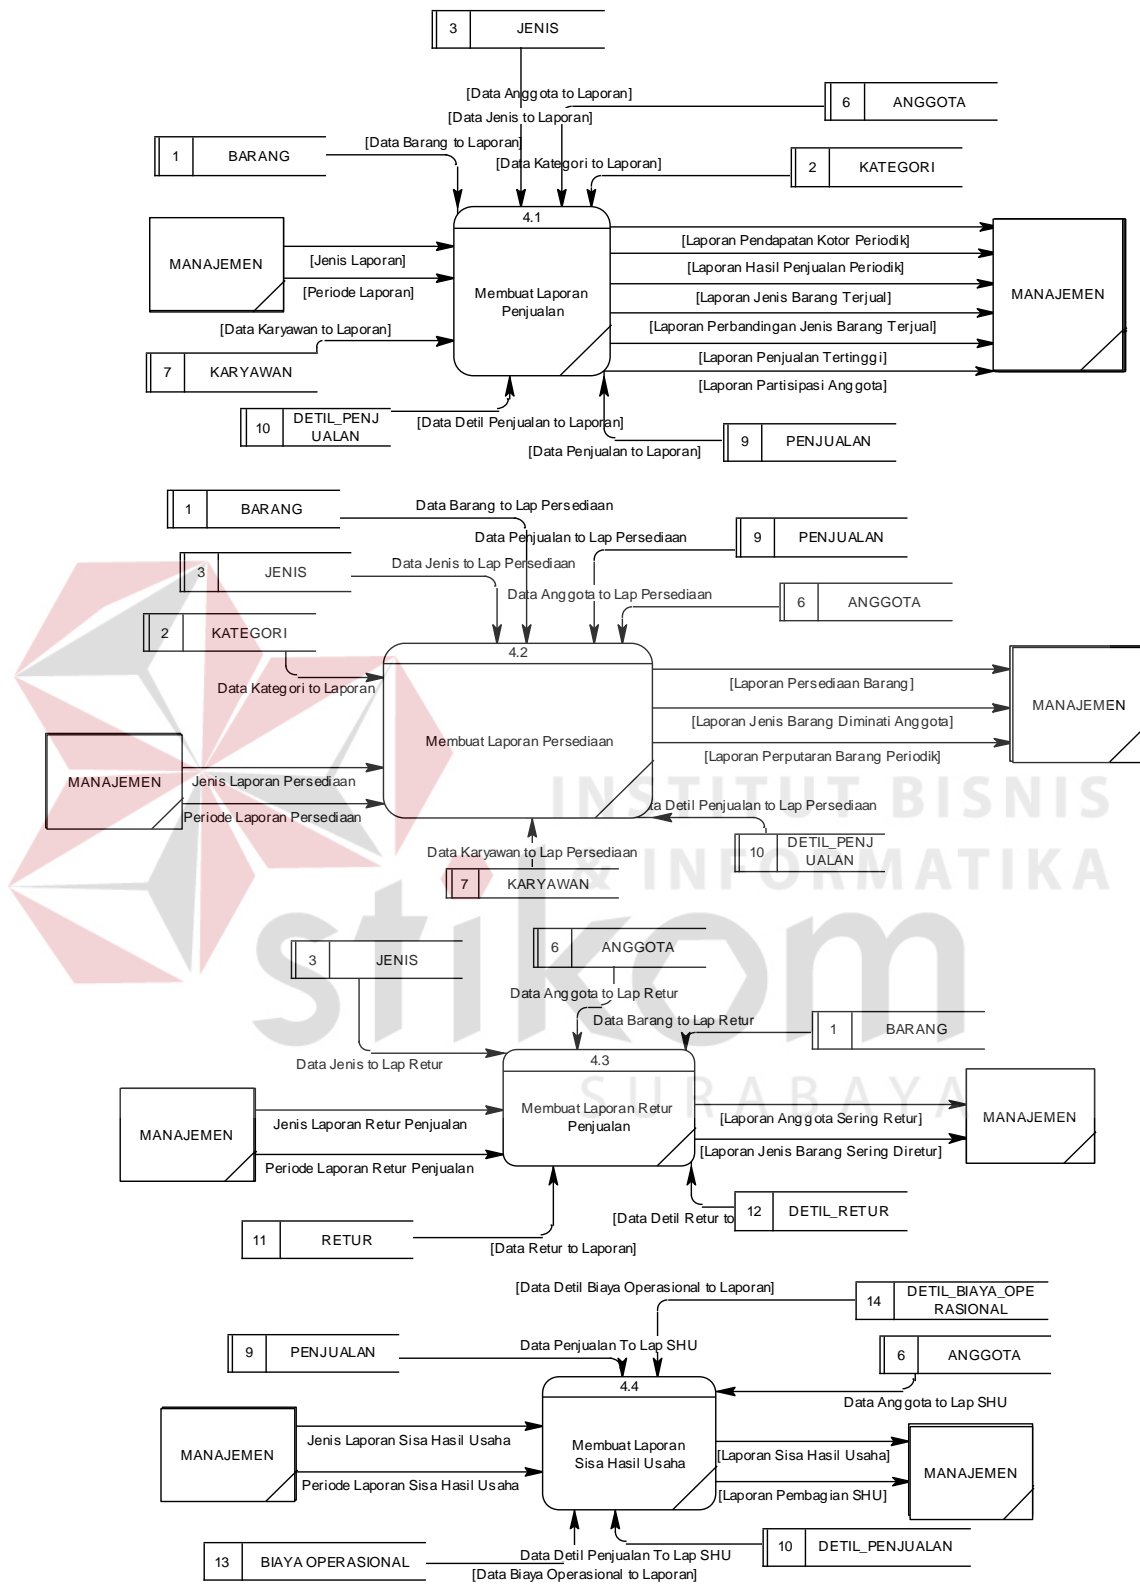 3 JENIS
[Data Anggota to Laporan]
6 ANGGOTA
[Data Jenis to Laporan]
[Data Barang to Laporan]
1 BARANG
[Data Kategori to Laporan]
2 KATEGORI
4.1
MANAJEMEN
[Jenis Laporan]
[Periode Laporan]
Membuat Laporan
Penjualan
[Laporan Pendapatan Kotor Periodik]
[Laporan Hasil Penjualan Periodik]
[Laporan Jenis Barang Terjual]
[Laporan Perbandingan Jenis Barang Terjual]
[Laporan Penjualan Tertinggi]
[Laporan Partisipasi Anggota]
MANAJEMEN
[Data Karyawan to Laporan]
7 KARYAWAN
10 DETIL_PENJ
UALAN
[Data Detil Penjualan to Laporan]
[Data Penjualan to Laporan]
9 PENJUALAN
1 BARANG
Data Barang to Lap Persediaan
Data Penjualan to Lap Persediaan
9 PENJUALAN
3 JENIS
Data Jenis to Lap Persediaan
Data Anggota to Lap Persediaan
6 ANGGOTA
2 KATEGORI
Data Kategori to Laporan
4.2
Membuat Laporan Persediaan
[Laporan Persediaan Barang]
[Laporan Jenis Barang Diminati Anggota]
[Laporan Perputaran Barang Periodik]
MANAJEMEN
MANAJEMEN
Jenis Laporan Persediaan
Periode Laporan Persediaan
ta Detil Penjualan to Lap Persediaan
10 DETIL_PENJ
UALAN
Data Karyawan to Lap Persediaan
7 KARYAWAN
INSTITUT BISNIS
& INFORMATIKA
stikom
SURABAYA
6 ANGGOTA
3 JENIS
Data Anggota to Lap Retur
Data Barang to Lap Retur
1 BARANG
Data Jenis to Lap Retur
4.3
Membuat Laporan Retur
Penjualan
MANAJEMEN
Jenis Laporan Retur Penjualan
Periode Laporan Retur Penjualan
[Laporan Anggota Sering Retur]
[Laporan Jenis Barang Sering Diretur]
MANAJEMEN
[Data Detil Retur to
12 DETIL_RETUR
11 RETUR
[Data Retur to Laporan]
[Data Detil Biaya Operasional to Laporan]
14 DETIL_BIAYA_OPE
RASIONAL
9 PENJUALAN
Data Penjualan To Lap SHU
6 ANGGOTA
Data Anggota to Lap SHU
4.4
Membuat Laporan
Sisa Hasil Usaha
MANAJEMEN
Jenis Laporan Sisa Hasil Usaha
Periode Laporan Sisa Hasil Usaha
[Laporan Sisa Hasil Usaha]
[Laporan Pembagian SHU]
MANAJEMEN
13 BIAYA OPERASIONAL
Data Detil Penjualan To Lap SHU
[Data Biaya Operasional to Laporan]
10 DETIL_PENJUALAN